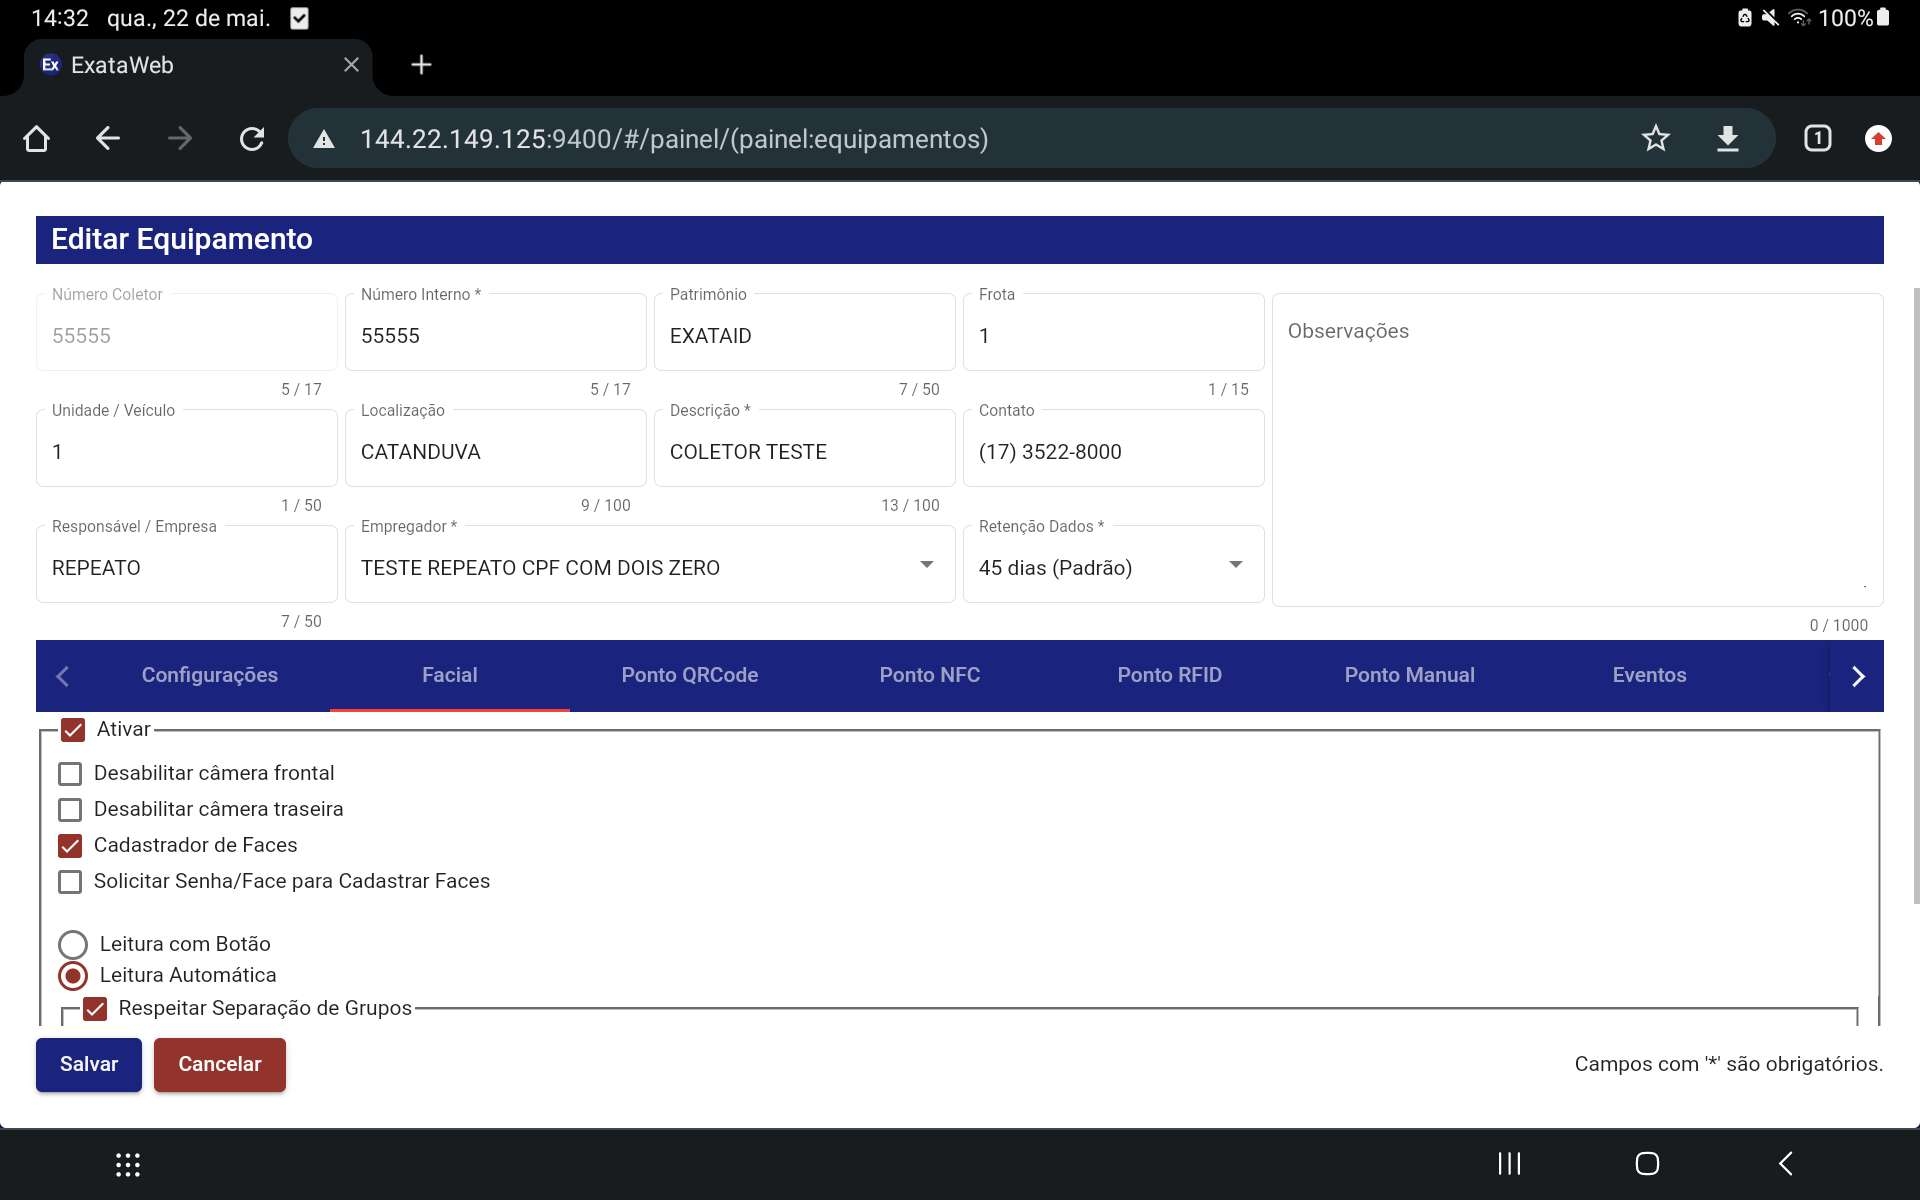 14:32 qua., 22 de mai.
100%
Ex ExataWeb
144.22.149.125:9400/#/painel/(painel:equipamentos)
1
Editar Equipamento
Número Coletor
55555
5 / 17
Número Interno *
55555
5 / 17
Patrimônio
EXATAID
7 / 50
Frota
1
1 / 15
Observações
0 / 1000
Unidade / Veículo
1
1 / 50
Localização
CATANDUVA
9 / 100
Descrição *
COLETOR TESTE
13 / 100
Contato
(17) 3522-8000
Responsável / Empresa
REPEATO
7 / 50
Empregador *
TESTE REPEATO CPF COM DOIS ZERO
Retenção Dados *
45 dias (Padrão)
Configurações Facial Ponto QRCode Ponto NFC Ponto RFID Ponto Manual Eventos
Ativar
Desabilitar câmera frontal
Desabilitar câmera traseira
Cadastrador de Faces
Solicitar Senha/Face para Cadastrar Faces
Leitura com Botão
Leitura Automática
Respeitar Separação de Grupos
Salvar Cancelar
Campos com '*' são obrigatórios.